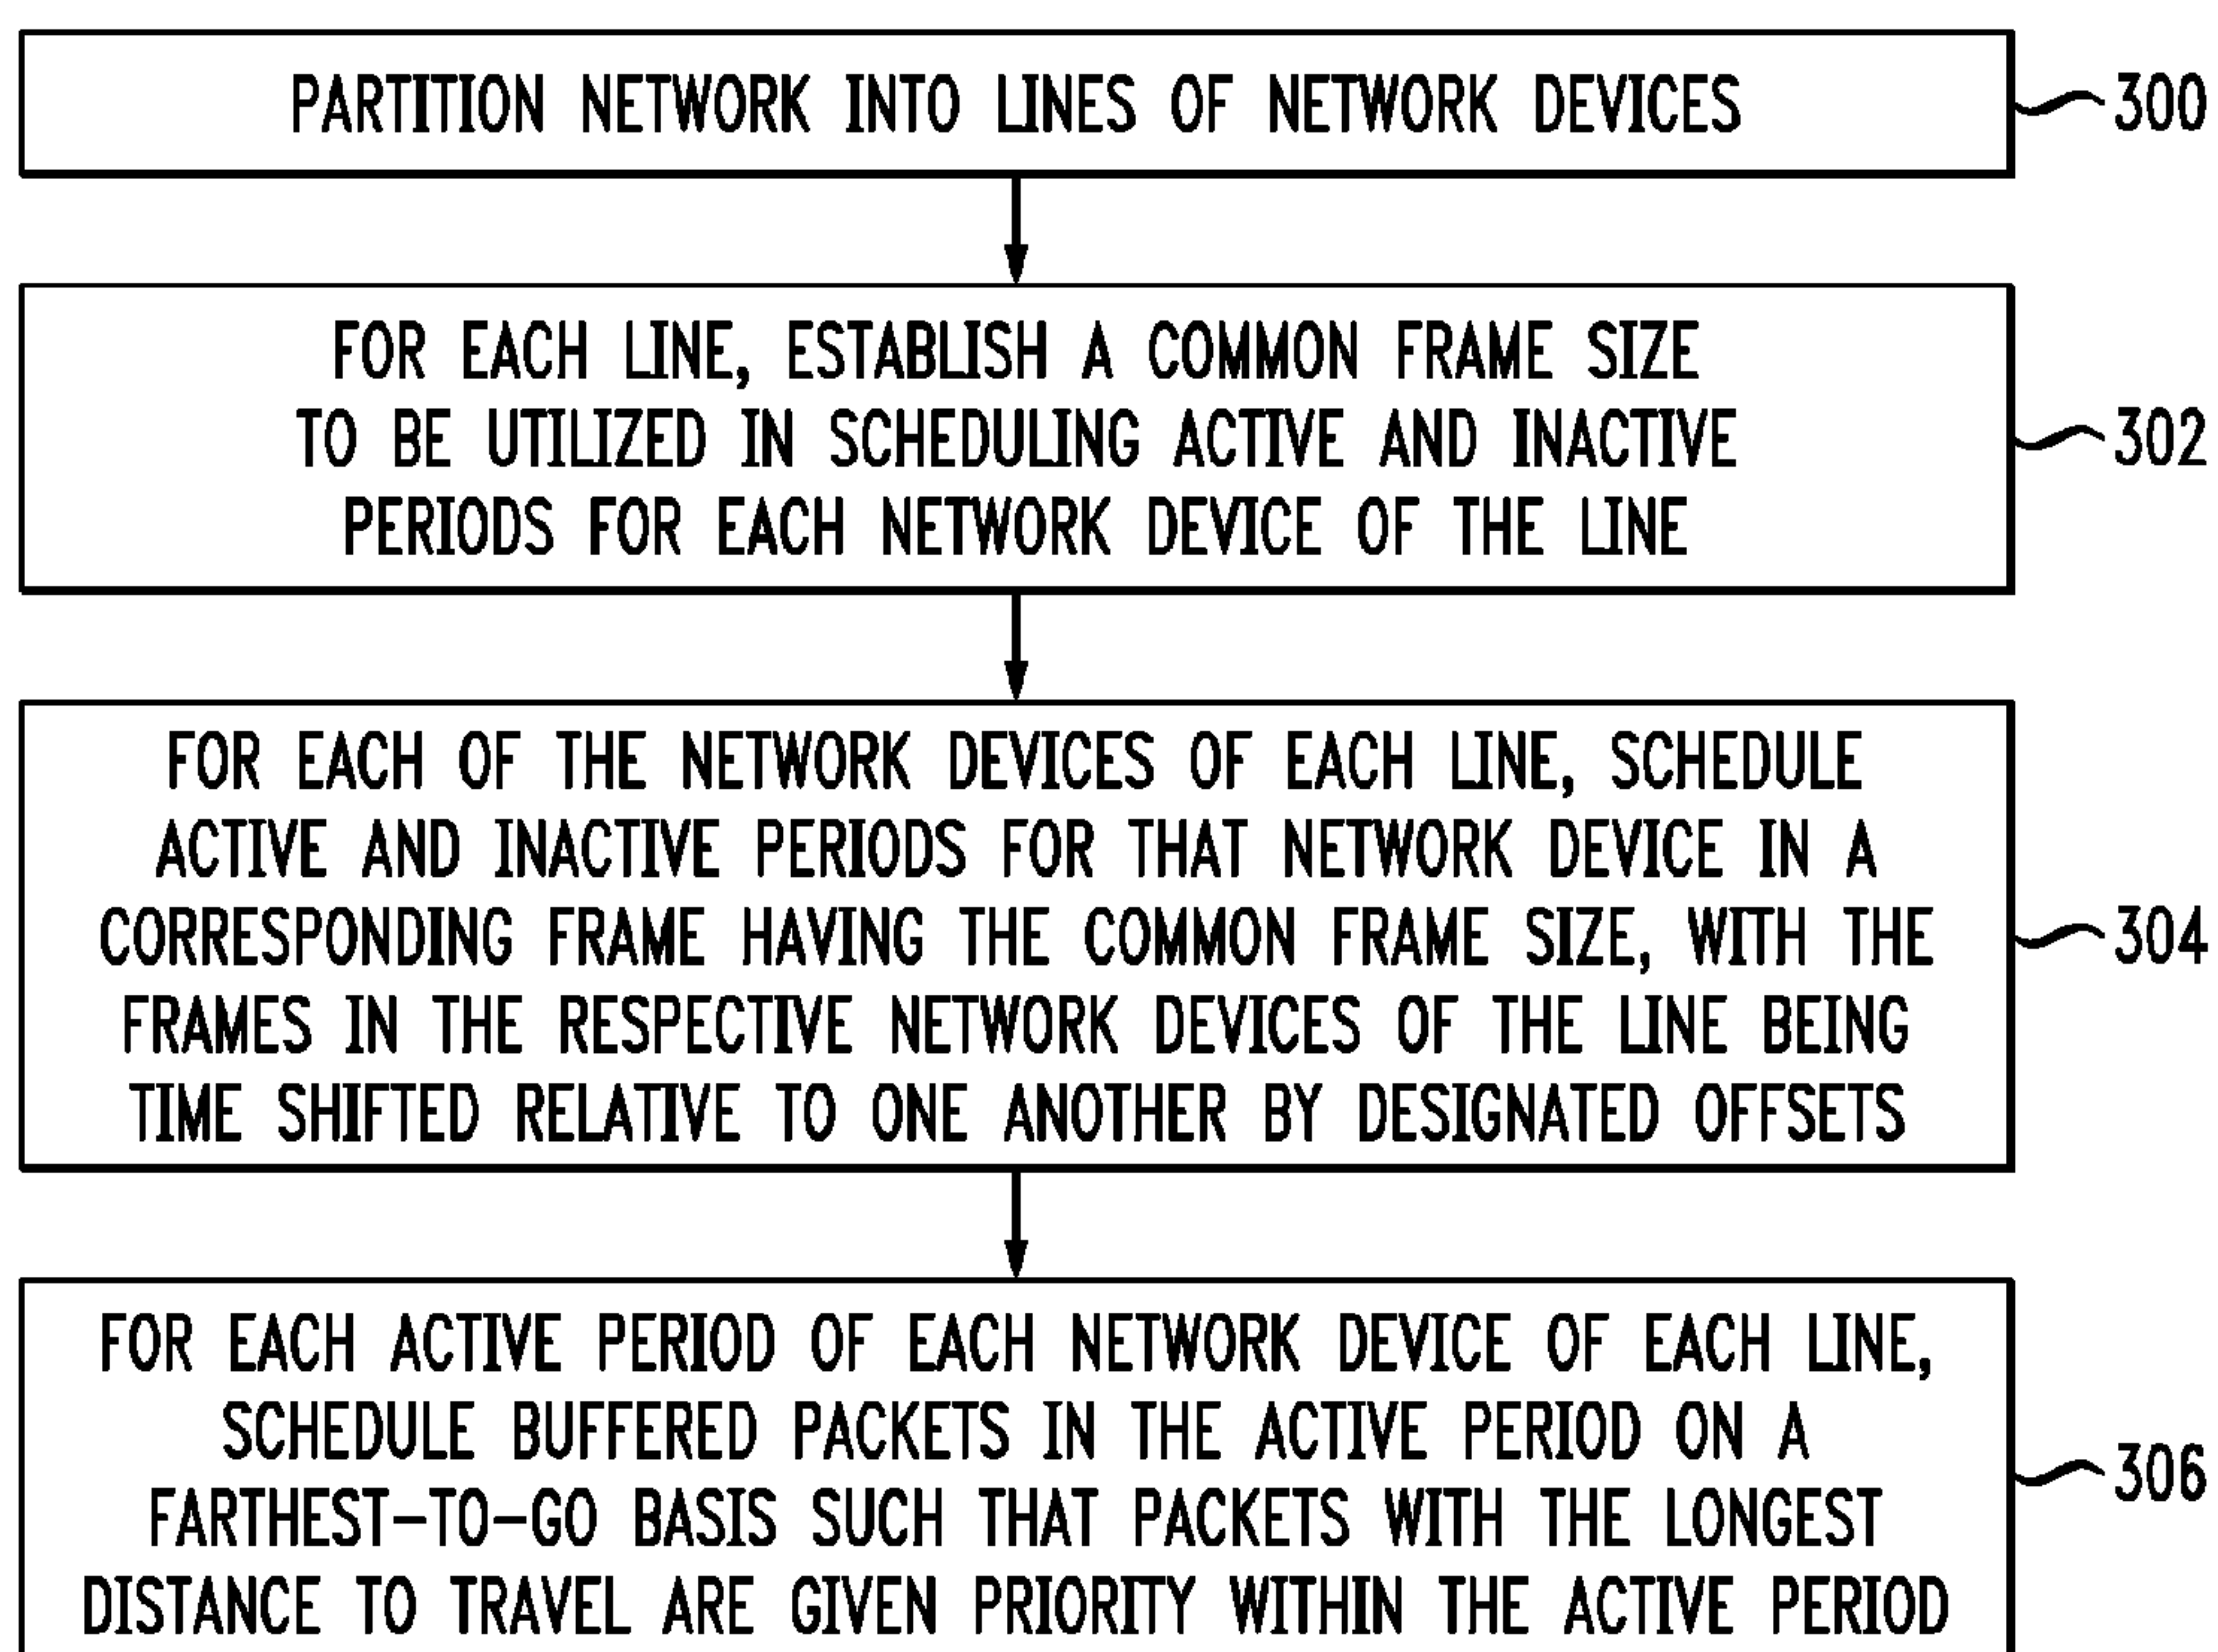 PARTITION NETWORK INTO LINES OF NETWORK DEVICES
300
FOR EACH LINE, ESTABLISH A COMMON FRAME SIZE
TO BE UTILIZED IN SCHEDULING ACTIVE AND INACTIVE
PERIODS FOR EACH NETWORK DEVICE OF THE LINE
302
FOR EACH OF THE NETWORK DEVICES OF EACH LINE, SCHEDULE
ACTIVE AND INACTIVE PERIODS FOR THAT NETWORK DEVICE IN A
CORRESPONDING FRAME HAVING THE COMMON FRAME SIZE, WITH THE
FRAMES IN THE RESPECTIVE NETWORK DEVICES OF THE LINE BEING
TIME SHIFTED RELATIVE TO ONE ANOTHER BY DESIGNATED OFFSETS
304
FOR EACH ACTIVE PERIOD OF EACH NETWORK DEVICE OF EACH LINE,
SCHEDULE BUFFERED PACKETS IN THE ACTIVE PERIOD ON A
FARTHEST-TO-GO BASIS SUCH THAT PACKETS WITH THE LONGEST
DISTANCE TO TRAVEL ARE GIVEN PRIORITY WITHIN THE ACTIVE PERIOD
306